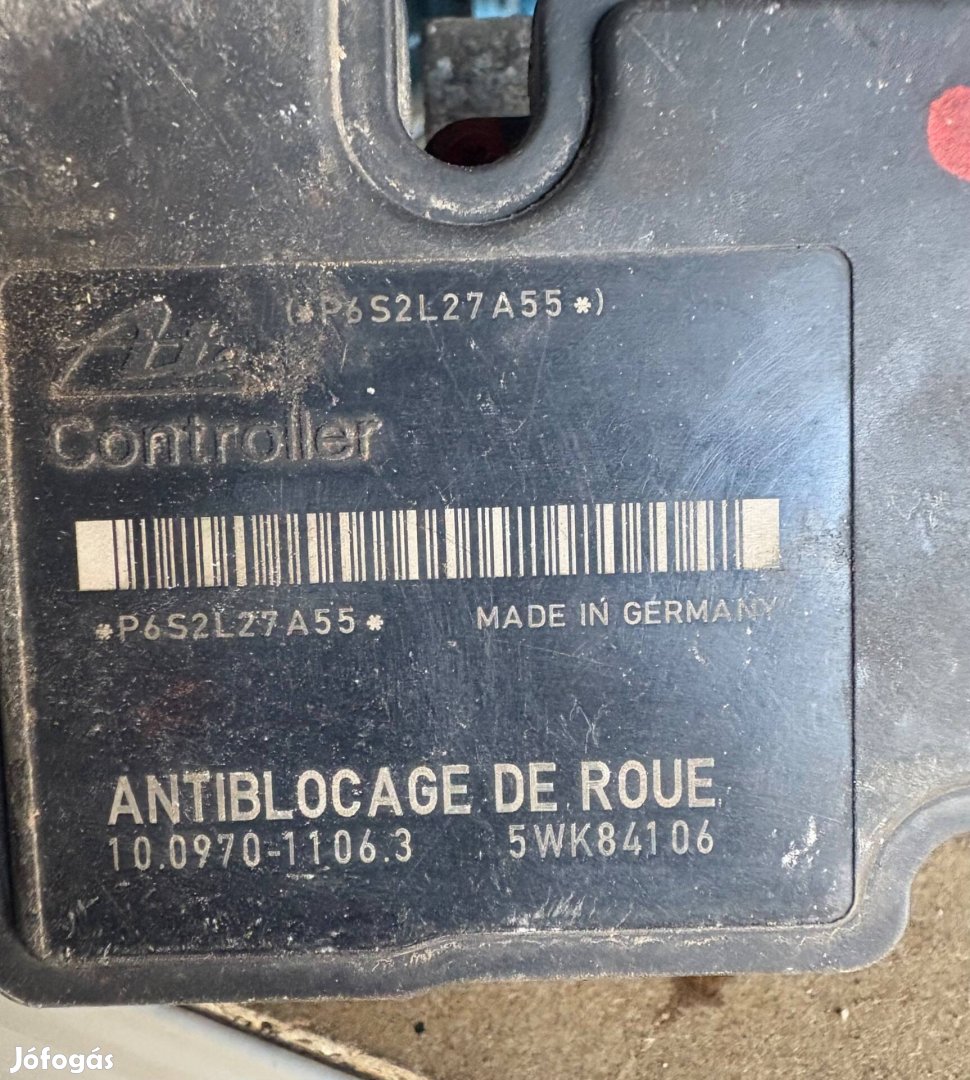 (*P6S2L27A55*)
Ate
Controller
*P6S2L27A55*
MADE IN GERMANY
ANTIBLOCAGE DE ROUE
10.0970-1106.3 5WK84106
Jófogás